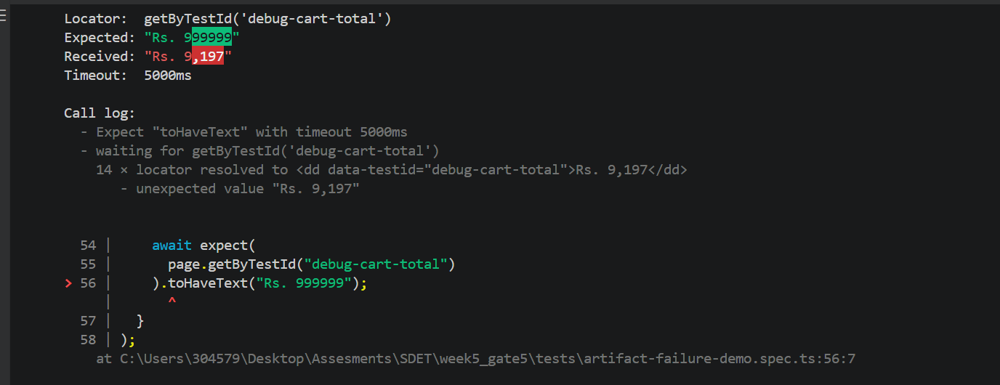 Locator:  getByTestId('debug-cart-total')
Expected: "Rs. 999999"
Received: "Rs. 9,197"
Timeout:  5000ms
Call log:
- Expect "toHaveText" with timeout 5000ms
- waiting for getByTestId('debug-cart-total')
14 × locator resolved to <dd data-testid="debug-cart-total">Rs. 9,197</dd>
- unexpected value "Rs. 9,197"
54 |     await expect(
55 |       page.getByTestId("debug-cart-total")
> 56 |     ).toHaveText("Rs. 999999");
|       ^
57 |   }
58 | );
at C:\Users\304579\Desktop\Assesments\SDET\week5_gate5\tests\artifact-failure-demo.spec.ts:56:7